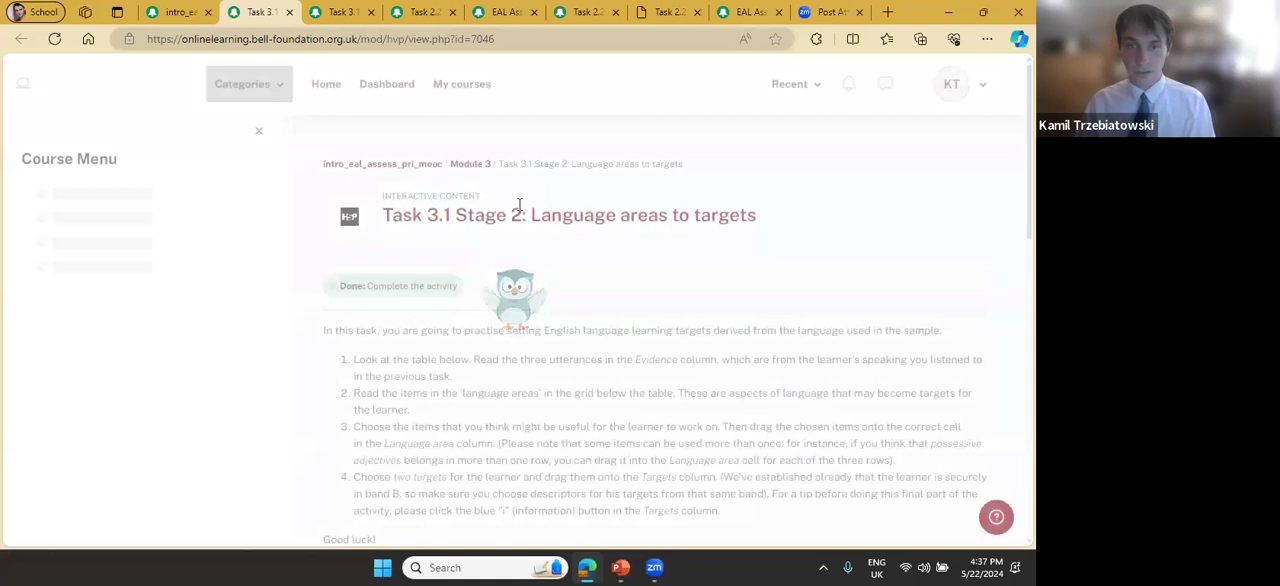 School
intro_ea
Task 3.1
Task 3.1
Task 2.2
EAL Ass
Task 2.2
Task 2.2
EAL Ass
Post At
https://onlinelearning.bell-foundation.org.uk/mod/hvp/view.php?id=7046
Categories
Home
Dashboard
My courses
Recent
KT
Course Menu
intro_eal_assess_pri_mooc / Module 3 / Task 3.1 Stage 2: Language areas to targets
INTERACTIVE CONTENT
H-P
Task 3.1 Stage 2: Language areas to targets
Done: Complete the activity
In this task, you are going to practise setting English language learning targets derived from the language used in the sample.
1. Look at the table below. Read the three utterances in the Evidence column, which are from the learner's speaking you listened to
in the previous task.
2. Read the items in the 'language areas' in the grid below the table. These are aspects of language that may become targets for
the learner.
3. Choose the items that you think might be useful for the learner to work on. Then drag the chosen items onto the correct cell
in the Language area column. (Please note that some items can be used more than once: for instance, if you think that possessive
adjectives belongs in more than one row, you can drag it into the Language area cell for each of the three rows).
4. Choose two targets for the learner and drag them onto the Targets column. (We've established already that the learner is securely
in band B, so make sure you choose descriptors for his targets from that same band). For a tip before doing this final part of the
activity, please click the blue "i" (information) button in the Targets column.
Good luck!
Kamil Trzebiatowski
Search
zm
ENG
UK
4:37 PM
5/22/2024